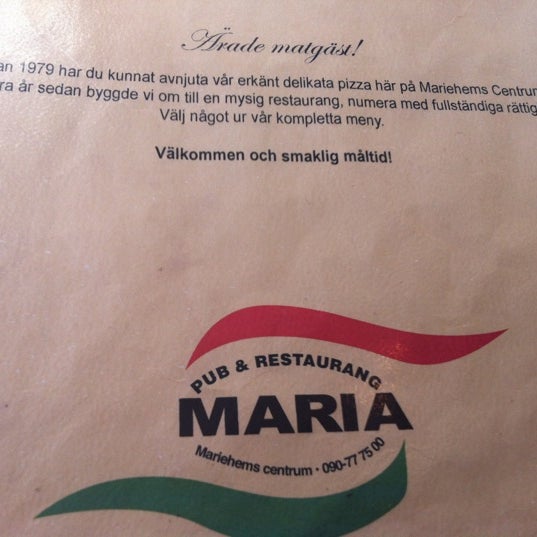 Ärade matgäst!
an 1979 har du kunnat avnjuta vår erkänt delikata pizza här på Mariehems Centrum
ra år sedan byggde vi om till en mysig restaurang, numera med fullständiga rättig
Välj något ur vår kompletta meny.
Välkommen och smaklig måltid!
PUB & RESTAURANG
MARIA
Mariehems centrum · 090-77 75 00